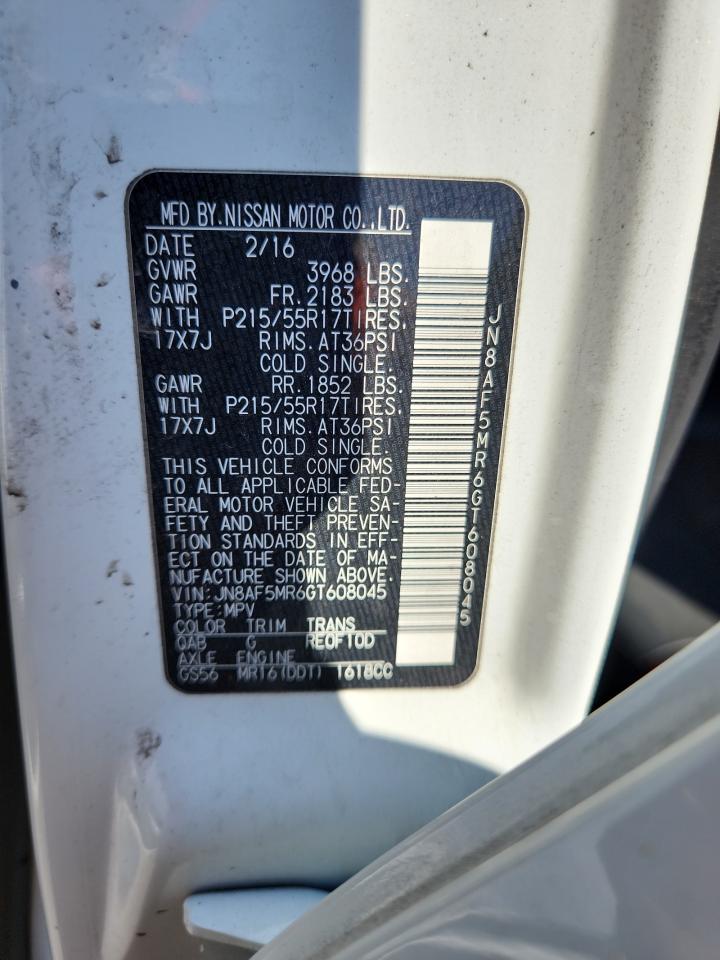 MFD BY.NISSAN MOTOR CO.,LTD.
DATE 2/16
GVWR 3968 LBS.
GAWR FR.2183 LBS.
WITH P215/55R17TIRES,
17X7J RIMS.AT36PSI
COLD SINGLE.
GAWR RR.1852 LBS.
WITH P215/55R17TIRES,
17X7J RIMS.AT36PSI
COLD SINGLE.
THIS VEHICLE CONFORMS
TO ALL APPLICABLE FED-
ERAL MOTOR VEHICLE SA-
FETY AND THEFT PREVEN-
TION STANDARDS IN EFF-
ECT ON THE DATE OF MA-
NUFACTURE SHOWN ABOVE.
VIN:JN8AF5MR6GT608045
TYPE:MPV
COLOR TRIM TRANS
QAB G RE0F10D
AXLE ENGINE
GS56 MR16(DDT) 1618CC
JN8AF5MR6GT608045